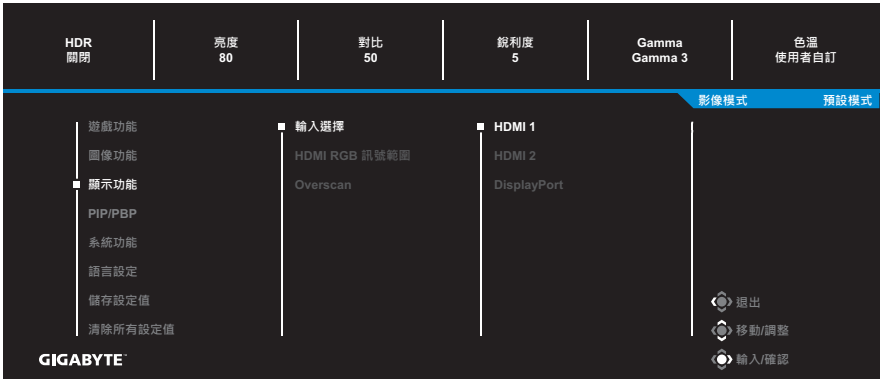 HDR
關閉
亮度
80
對比
50
銳利度
5
Gamma
Gamma 3
色溫
使用者自訂
影像模式 預設模式
遊戲功能
圖像功能
顯示功能
PIP/PBP
系統功能
語言設定
儲存設定值
清除所有設定值
輸入選擇
HDMI RGB 訊號範圍
Overscan
HDMI 1
HDMI 2
DisplayPort
退出
移動/調整
輸入/確認
GIGABYTE™